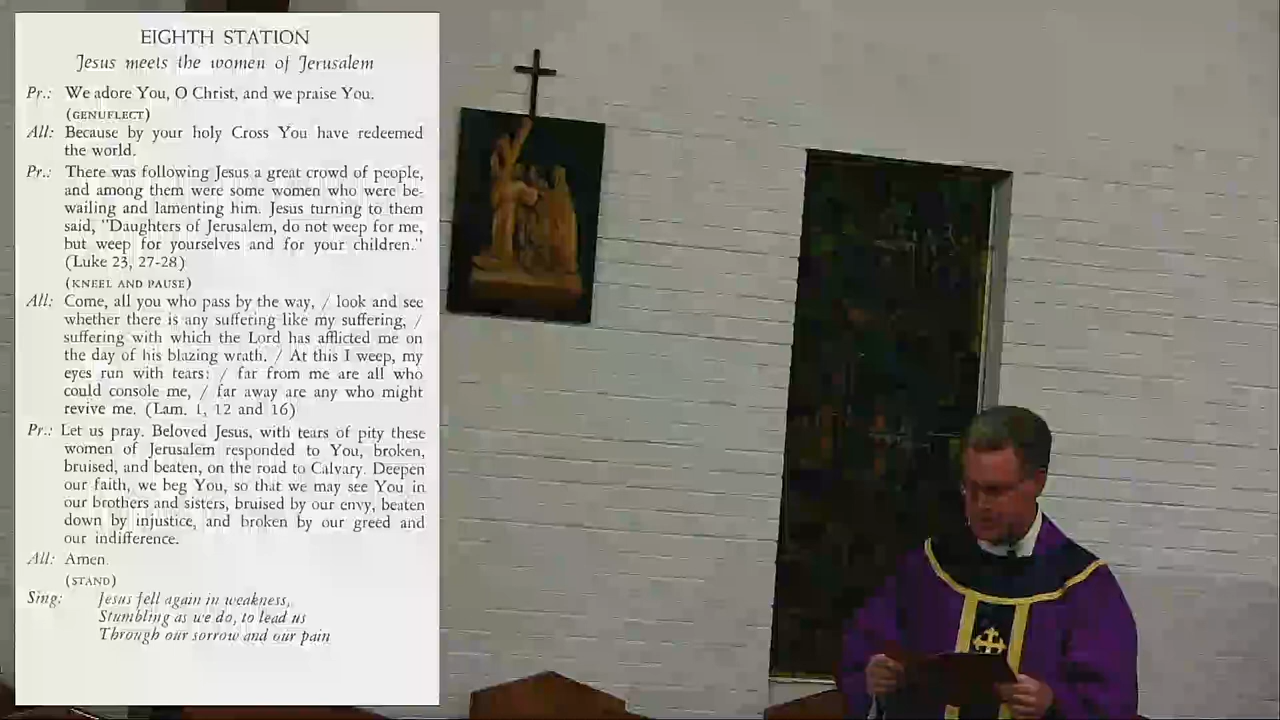 EIGHTH STATION
Jesus meets the women of Jerusalem
Pr.: We adore You, O Christ, and we praise You.
(GENUFLECT)
All: Because by your holy Cross You have redeemed
the world.
Pr.: There was following Jesus a great crowd of people,
and among them were some women who were be-
wailing and lamenting him. Jesus turning to them
said, "Daughters of Jerusalem, do not weep for me,
but weep for yourselves and for your children."
(Luke 23, 27-28)
(KNEEL AND PAUSE)
All: Come, all you who pass by the way, / look and see
whether there is any suffering like my suffering, /
suffering with which the Lord has afflicted me on
the day of his blazing wrath. / At this I weep, my
eyes run with tears: / far from me are all who
could console me, / far away are any who might
revive me. (Lam. 1, 12 and 16)
Pr.: Let us pray. Beloved Jesus, with tears of pity these
women of Jerusalem responded to You, broken,
bruised, and beaten, on the road to Calvary. Deepen
our faith, we beg You, so that we may see You in
our brothers and sisters, bruised by our envy, beaten
down by injustice, and broken by our greed and
our indifference.
All: Amen.
(STAND)
Sing: Jesus fell again in weakness,
Stumbling as we do, to lead us
Through our sorrow and our pain